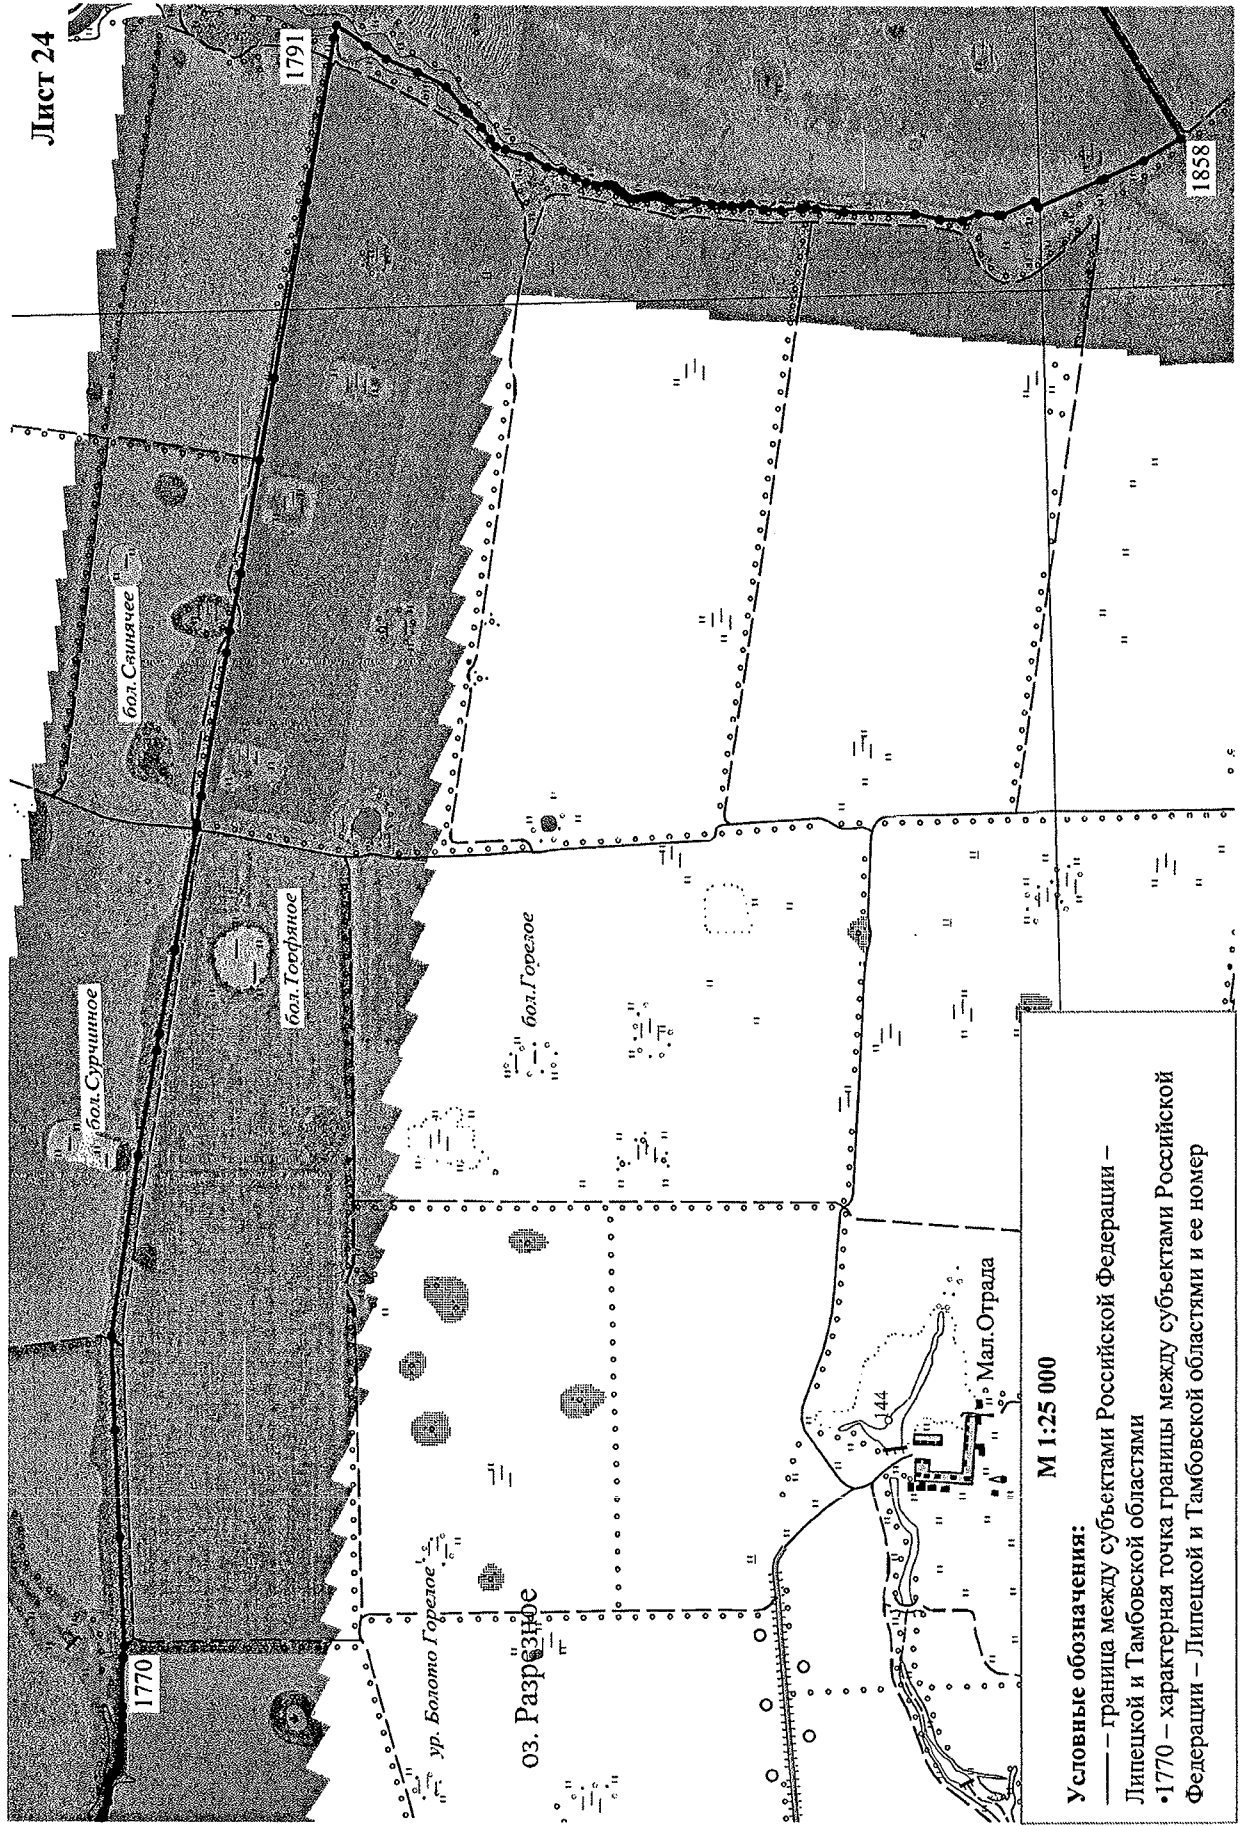 Лист 24
1791
бол.Свинячее
бол.Сурчинное
бол.Торфяное
1770
1858
бол.Горелое
ур. Болото Горелое
оз. Разрезное
144
Мал.Отрада
М 1:25 000
Условные обозначения:
—— – граница между субъектами Российской Федерации –
Липецкой и Тамбовской областями
•1770 – характерная точка границы между субъектами Российской
Федерации – Липецкой и Тамбовской областями и ее номер